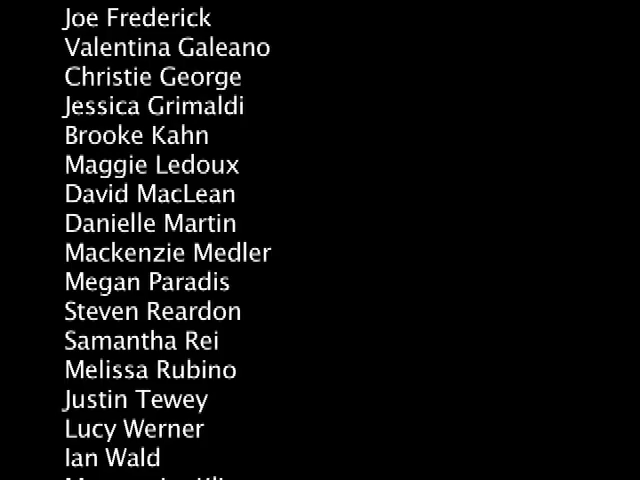 Joe Frederick
Valentina Galeano
Christie George
Jessica Grimaldi
Brooke Kahn
Maggie Ledoux
David MacLean
Danielle Martin
Mackenzie Medler
Megan Paradis
Steven Reardon
Samantha Rei
Melissa Rubino
Justin Tewey
Lucy Werner
Ian Wald